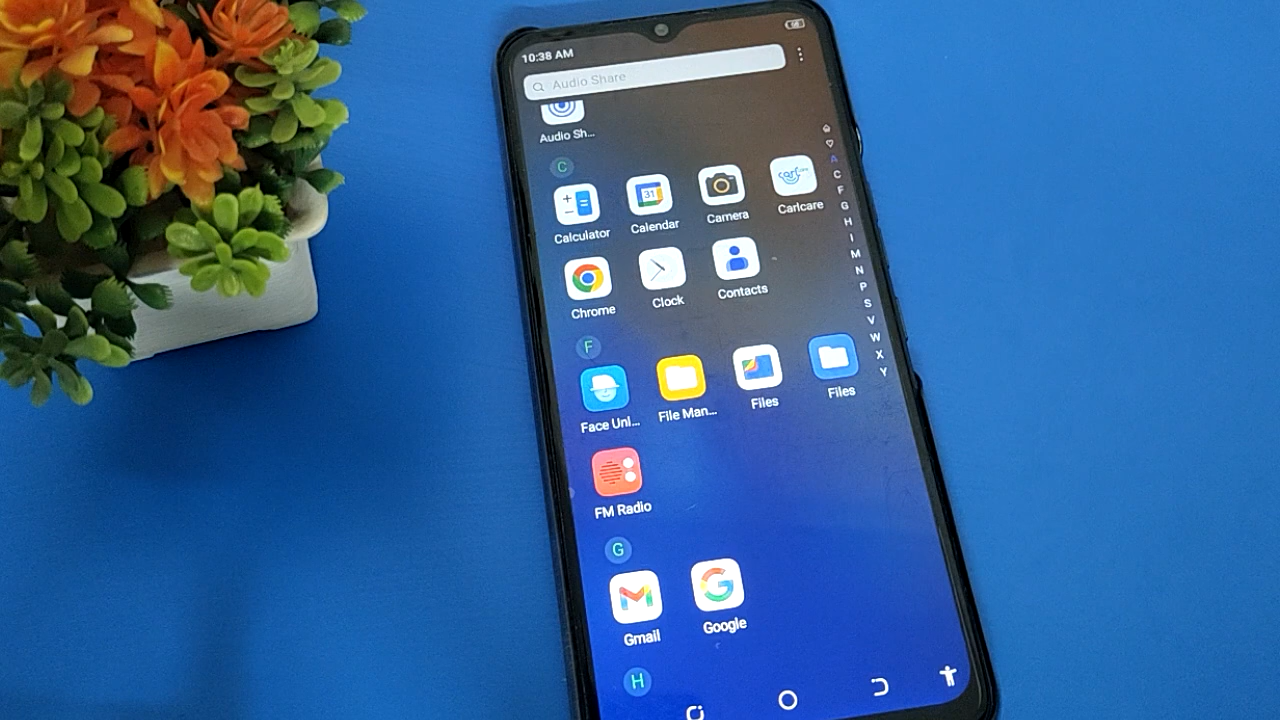 10:38 AM
Audio Share
Audio Sh...
C
31
Calculator Calendar Camera Carlcare
Chrome Clock Contacts
F
Face Unl... File Man... Files Files
FM Radio
G
Gmail Google
H
A
C
F
G
H
I
M
N
P
S
V
W
X
Y